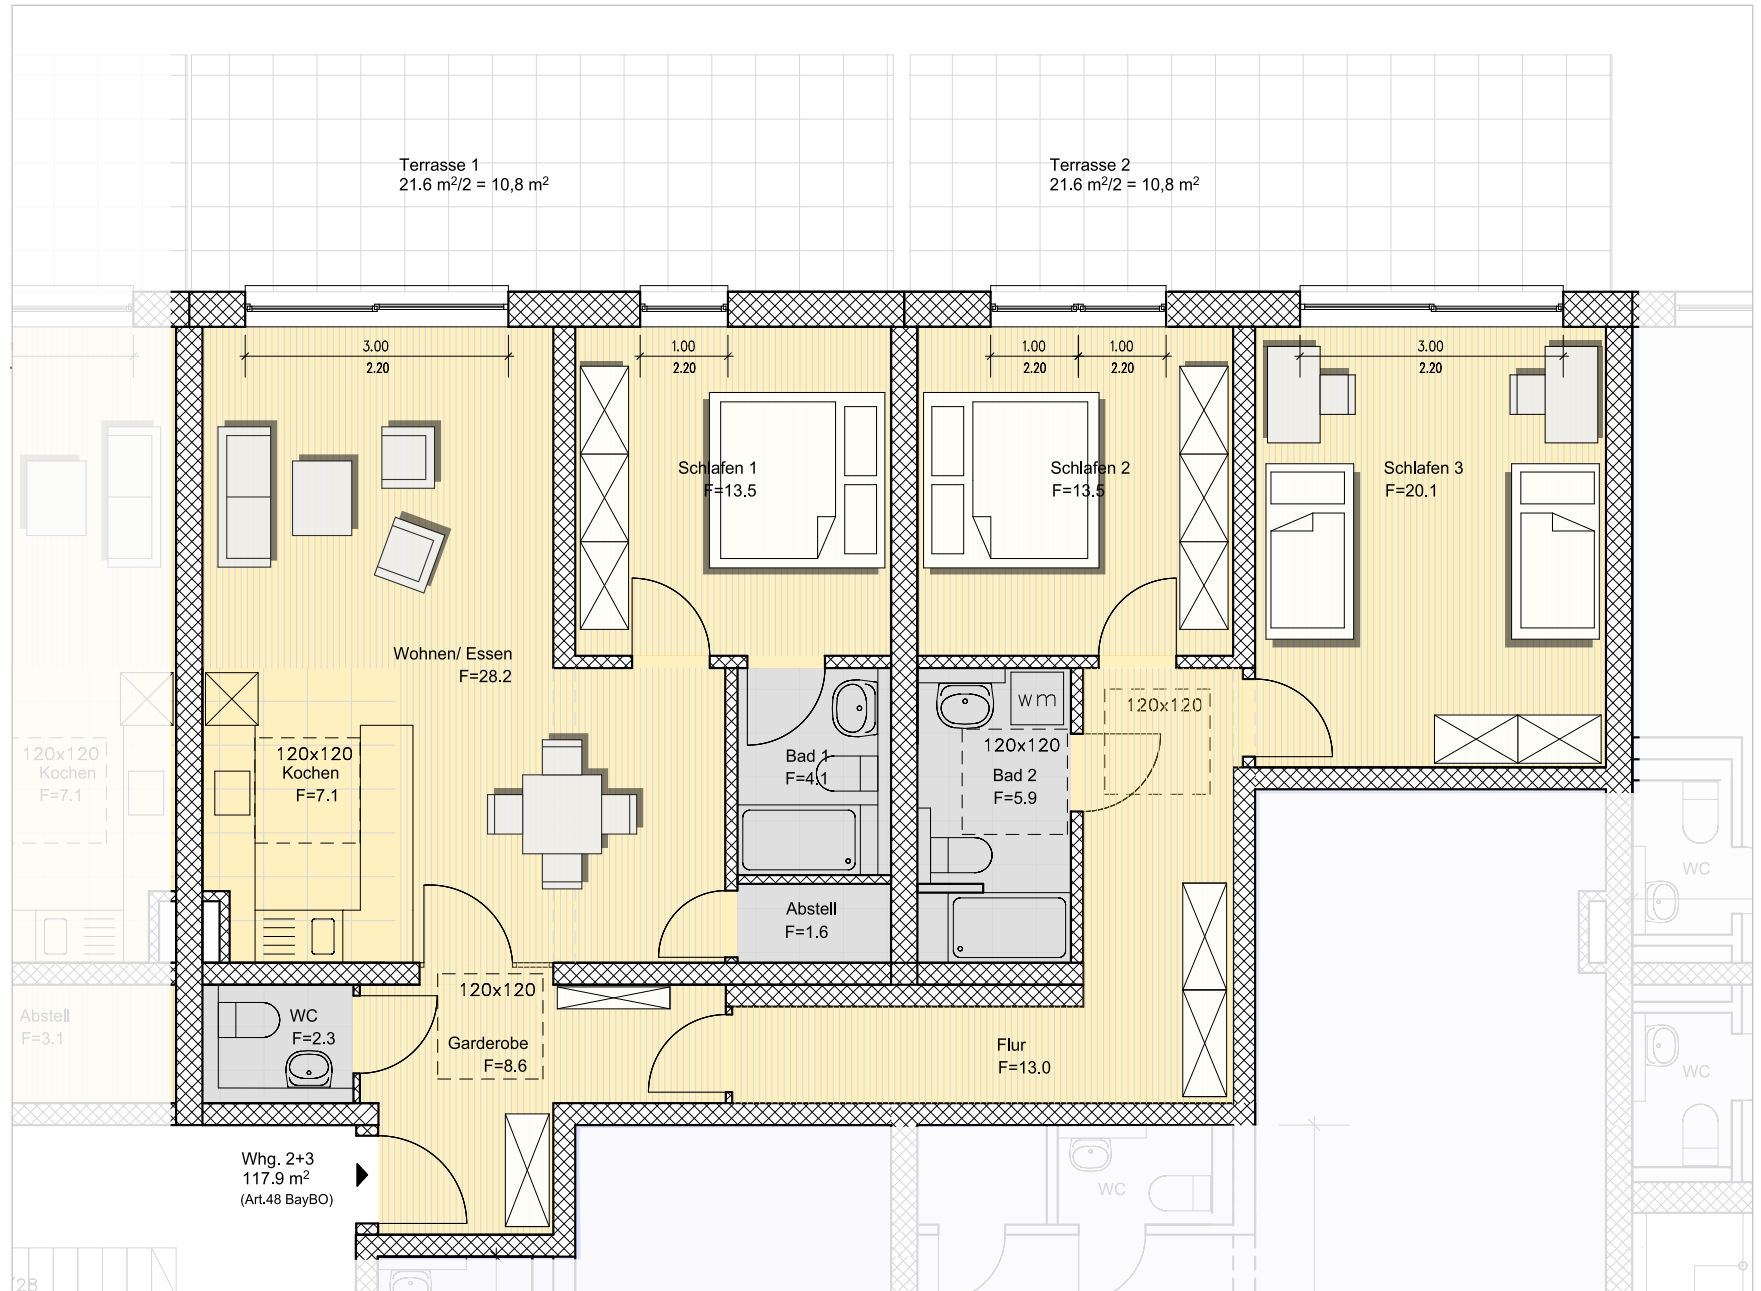 Terrasse 1
21.6 m²/2 = 10,8 m²
Terrasse 2
21.6 m²/2 = 10,8 m²
3.00
2.20
1.00
2.20
1.00
2.20
1.00
2.20
3.00
2.20
Schlafen 1
F=13.5
Schlafen 2
F=13.5
Schlafen 3
F=20.1
Wohnen/ Essen
F=28.2
120x120
Kochen
F=7.1
120x120
Kochen
F=7.1
Bad 1
F=4.1
wm
120x120
Bad 2
F=5.9
120x120
Abstell
F=1.6
WC
Abstell
F=3.1
WC
F=2.3
120x120
Garderobe
F=8.6
Flur
F=13.0
WC
Whg. 2+3
117.9 m²
(Art.48 BayBO)
WC
/28